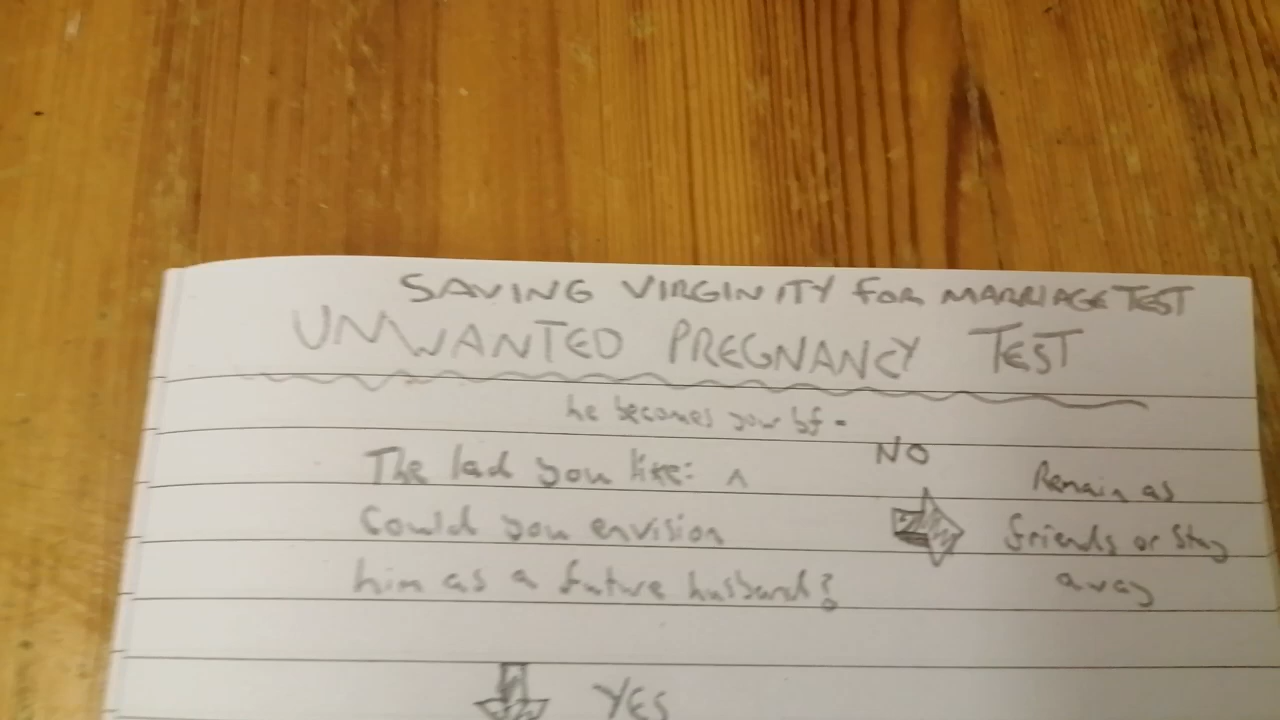 SAVING VIRGINITY FOR MARRIAGE TEST
UNWANTED PREGNANCY TEST
he becomes your bf -
The lad you like: ^
Could you envision
him as a future husband?
NO
Remain as
friends or stay
away
YES